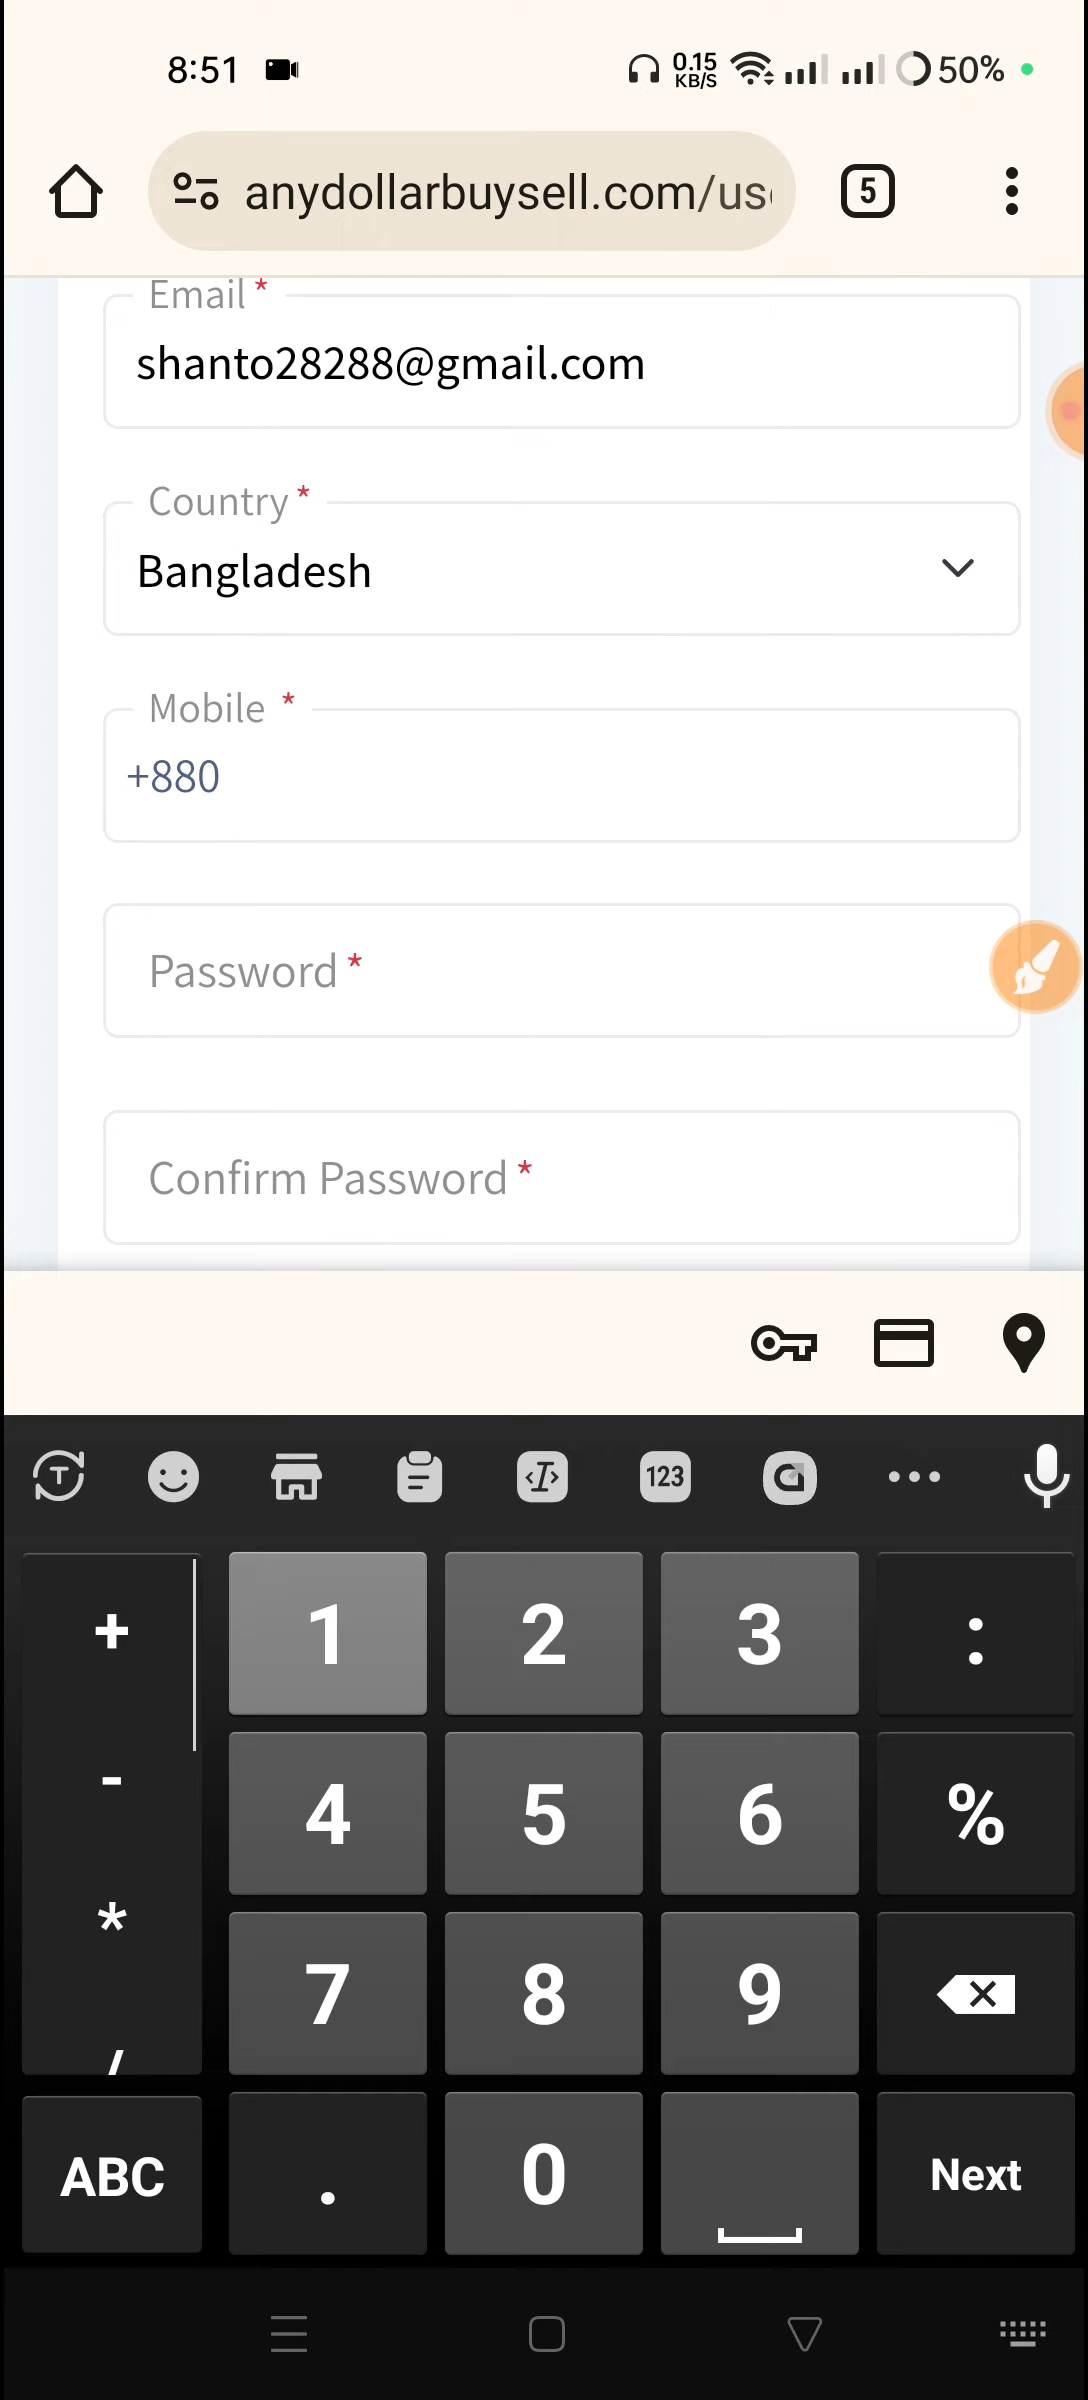 8:51
0.15
KB/S
50%
anydollarbuysell.com/us
5
Email *
shanto28288@gmail.com
Country *
Bangladesh
Mobile *
+880
Password *
Confirm Password *
123
+ 1 2 3 :
- 4 5 6 %
* 7 8 9
/
ABC . 0 Next